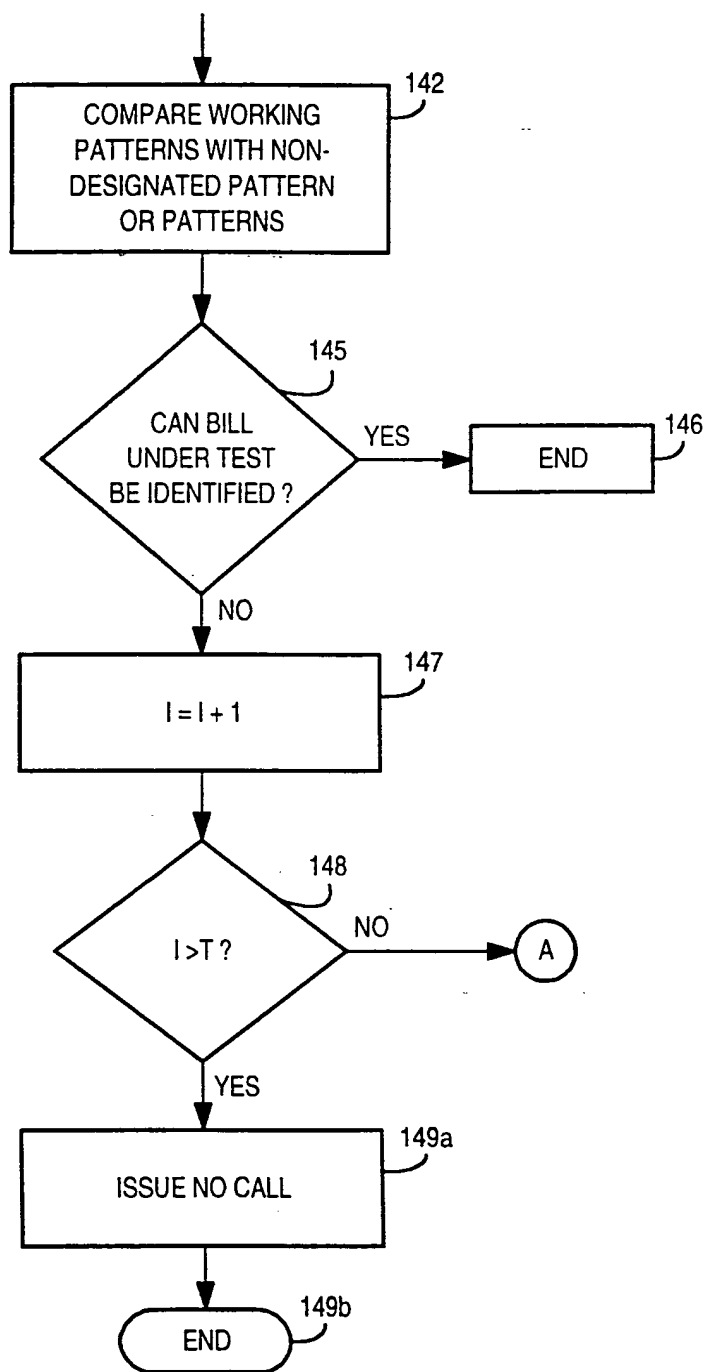 142
COMPARE WORKING
PATTERNS WITH NON-
DESIGNATED PATTERN
OR PATTERNS
145
CAN BILL
UNDER TEST
BE IDENTIFIED ?
YES
146
END
NO
147
I = I + 1
148
I >T ?
NO
A
YES
149a
ISSUE NO CALL
149b
END